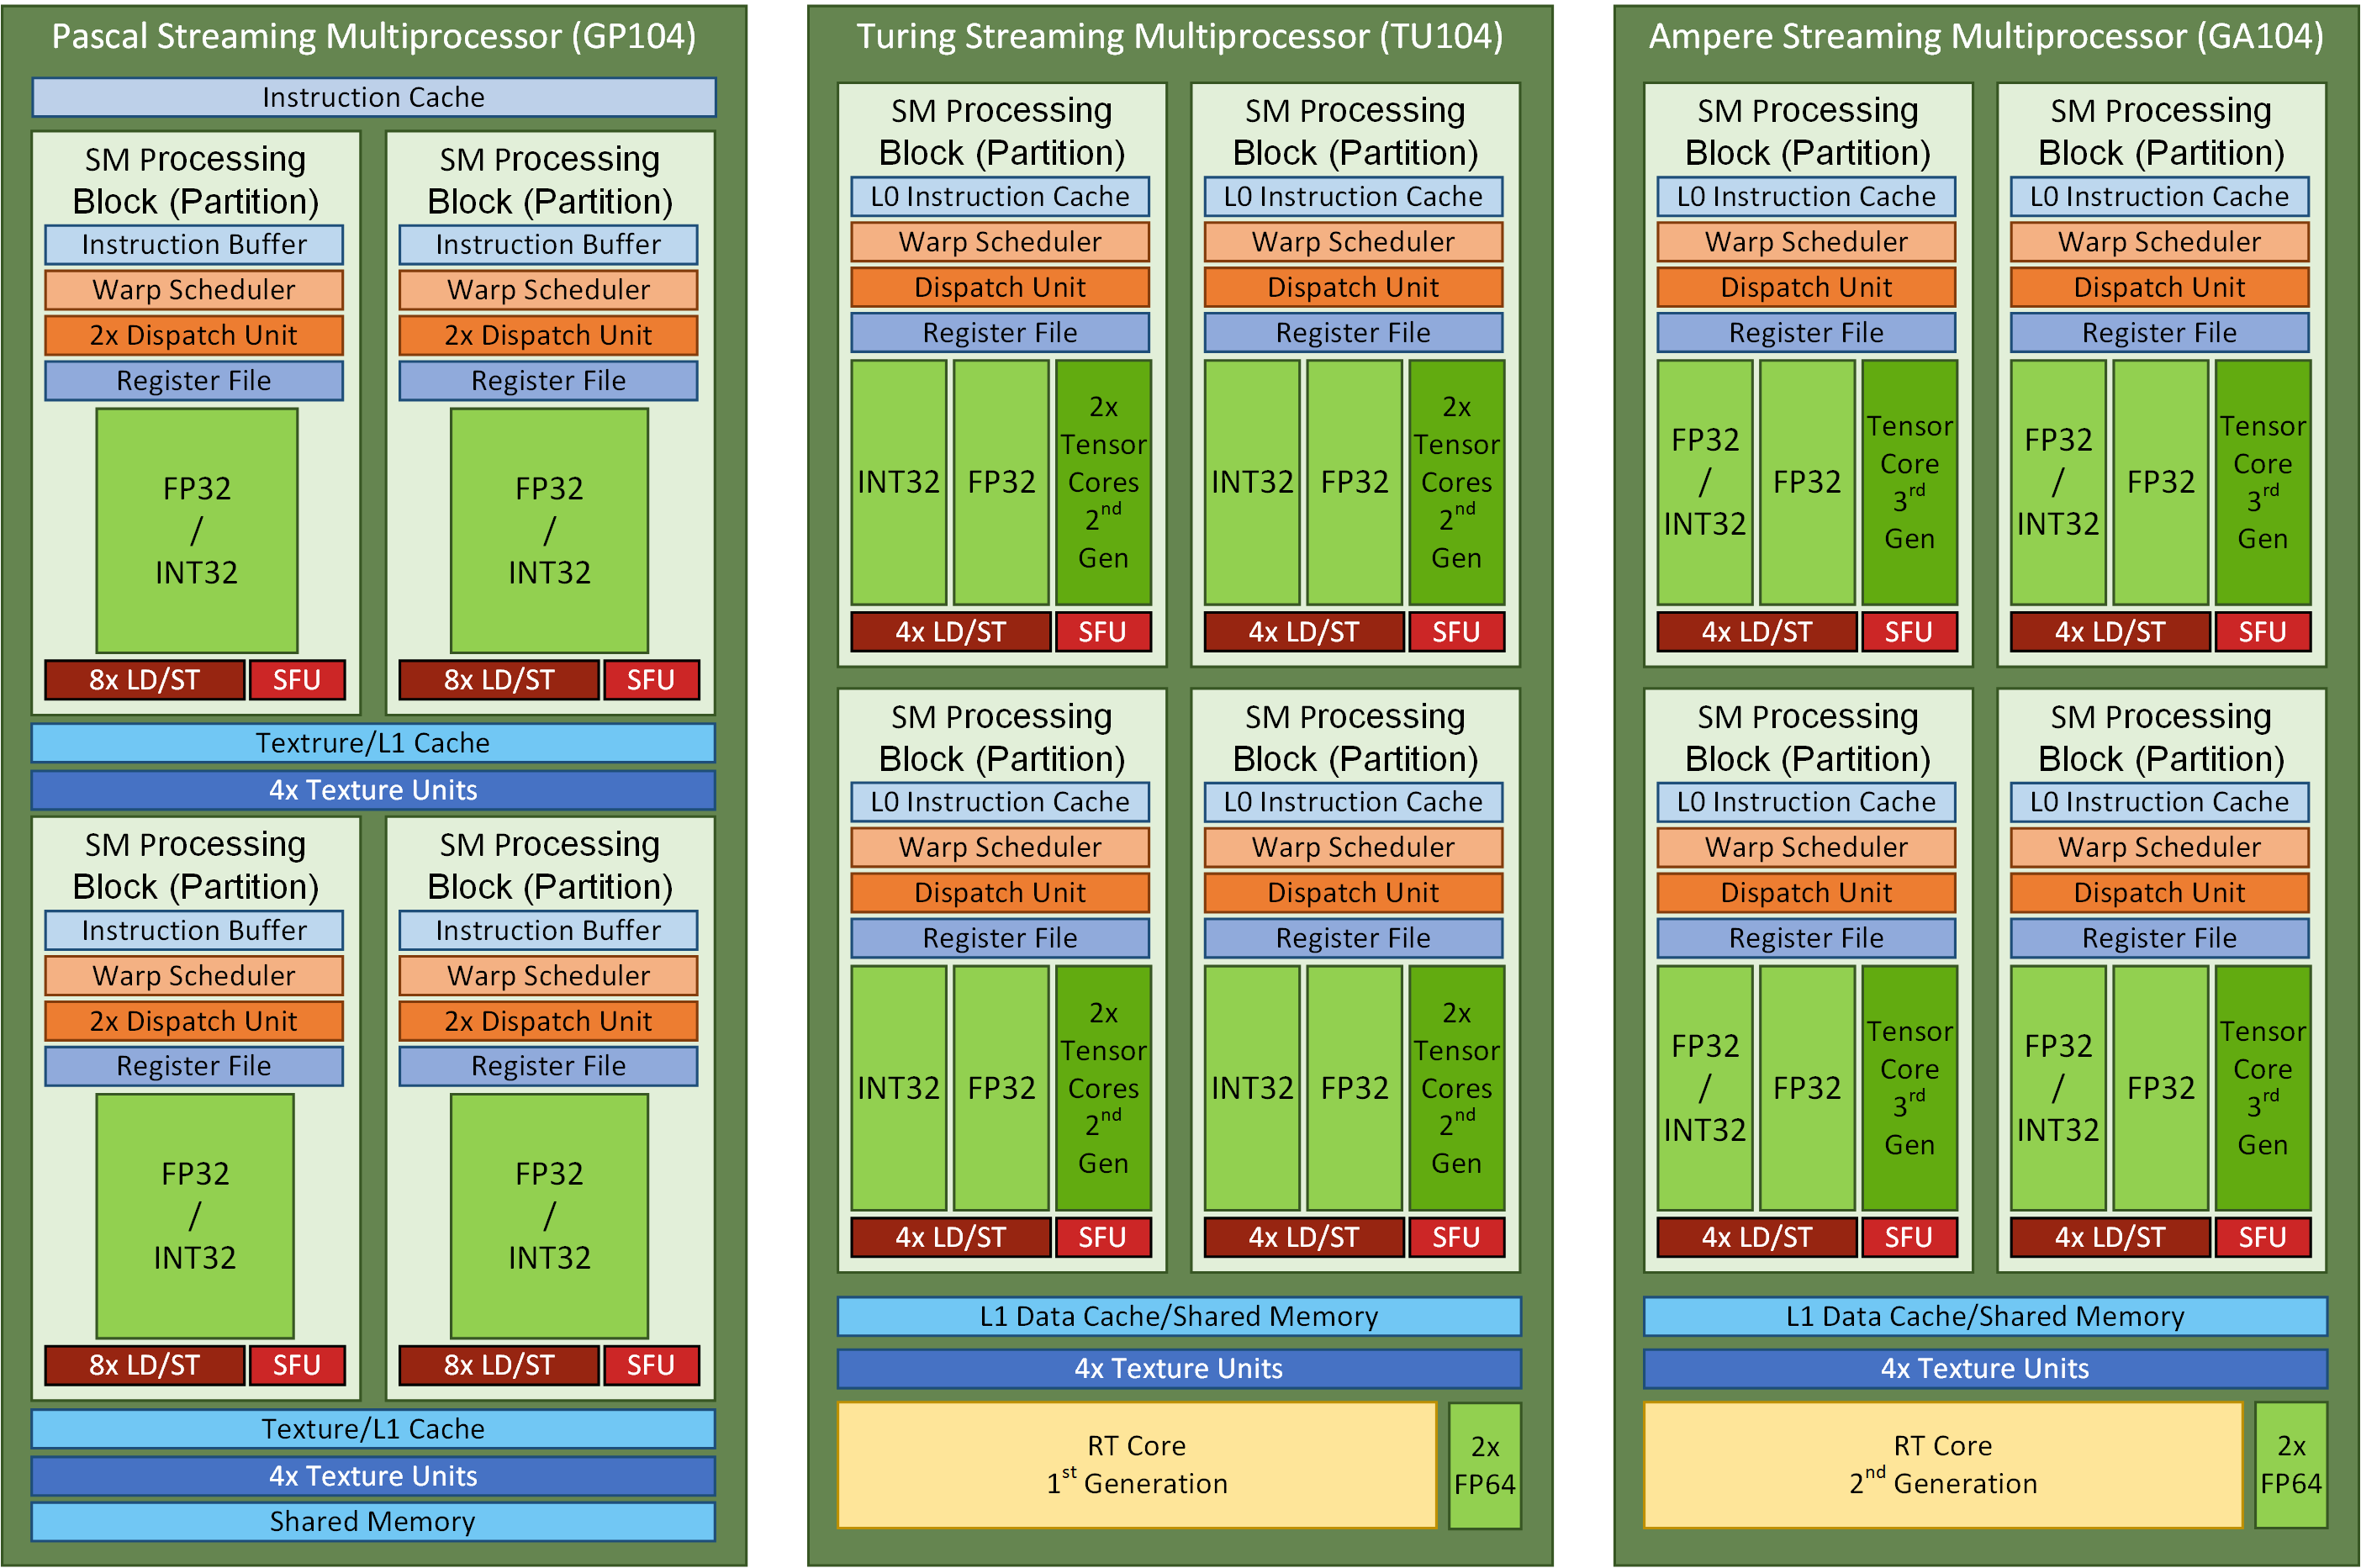 Pascal Streaming Multiprocessor (GP104)
Instruction Cache
SM Processing
Block (Partition)
Instruction Buffer
Warp Scheduler
2x Dispatch Unit
Register File
FP32
/
INT32
8x LD/ST
SFU
SM Processing
Block (Partition)
Instruction Buffer
Warp Scheduler
2x Dispatch Unit
Register File
FP32
/
INT32
8x LD/ST
SFU
Textrure/L1 Cache
4x Texture Units
SM Processing
Block (Partition)
Instruction Buffer
Warp Scheduler
2x Dispatch Unit
Register File
FP32
/
INT32
8x LD/ST
SFU
SM Processing
Block (Partition)
Instruction Buffer
Warp Scheduler
2x Dispatch Unit
Register File
FP32
/
INT32
8x LD/ST
SFU
Texture/L1 Cache
4x Texture Units
Shared Memory
Turing Streaming Multiprocessor (TU104)
SM Processing
Block (Partition)
L0 Instruction Cache
Warp Scheduler
Dispatch Unit
Register File
INT32
FP32
2x
Tensor
Cores
2nd
Gen
4x LD/ST
SFU
SM Processing
Block (Partition)
L0 Instruction Cache
Warp Scheduler
Dispatch Unit
Register File
INT32
FP32
2x
Tensor
Cores
2nd
Gen
4x LD/ST
SFU
SM Processing
Block (Partition)
L0 Instruction Cache
Warp Scheduler
Dispatch Unit
Register File
INT32
FP32
2x
Tensor
Cores
2nd
Gen
4x LD/ST
SFU
SM Processing
Block (Partition)
L0 Instruction Cache
Warp Scheduler
Dispatch Unit
Register File
INT32
FP32
2x
Tensor
Cores
2nd
Gen
4x LD/ST
SFU
L1 Data Cache/Shared Memory
4x Texture Units
RT Core
1st Generation
2x
FP64
Ampere Streaming Multiprocessor (GA104)
SM Processing
Block (Partition)
L0 Instruction Cache
Warp Scheduler
Dispatch Unit
Register File
FP32
/
INT32
FP32
Tensor
Core
3rd
Gen
4x LD/ST
SFU
SM Processing
Block (Partition)
L0 Instruction Cache
Warp Scheduler
Dispatch Unit
Register File
FP32
/
INT32
FP32
Tensor
Core
3rd
Gen
4x LD/ST
SFU
SM Processing
Block (Partition)
L0 Instruction Cache
Warp Scheduler
Dispatch Unit
Register File
FP32
/
INT32
FP32
Tensor
Core
3rd
Gen
4x LD/ST
SFU
SM Processing
Block (Partition)
L0 Instruction Cache
Warp Scheduler
Dispatch Unit
Register File
FP32
/
INT32
FP32
Tensor
Core
3rd
Gen
4x LD/ST
SFU
L1 Data Cache/Shared Memory
4x Texture Units
RT Core
2nd Generation
2x
FP64